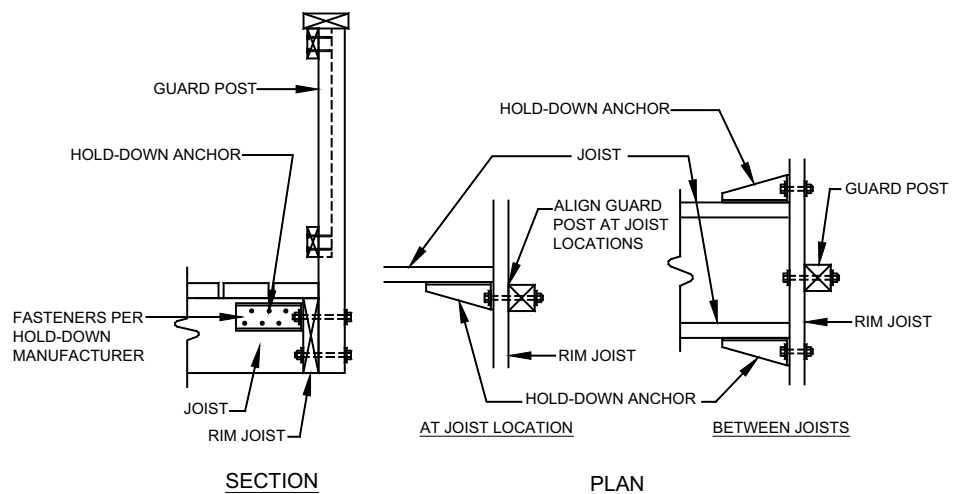 GUARD POST
HOLD-DOWN ANCHOR
FASTENERS PER
HOLD-DOWN
MANUFACTURER
JOIST
RIM JOIST
SECTION
HOLD-DOWN ANCHOR
JOIST
ALIGN GUARD
POST AT JOIST
LOCATIONS
GUARD POST
RIM JOIST
RIM JOIST
HOLD-DOWN ANCHOR
AT JOIST LOCATION
BETWEEN JOISTS
PLAN